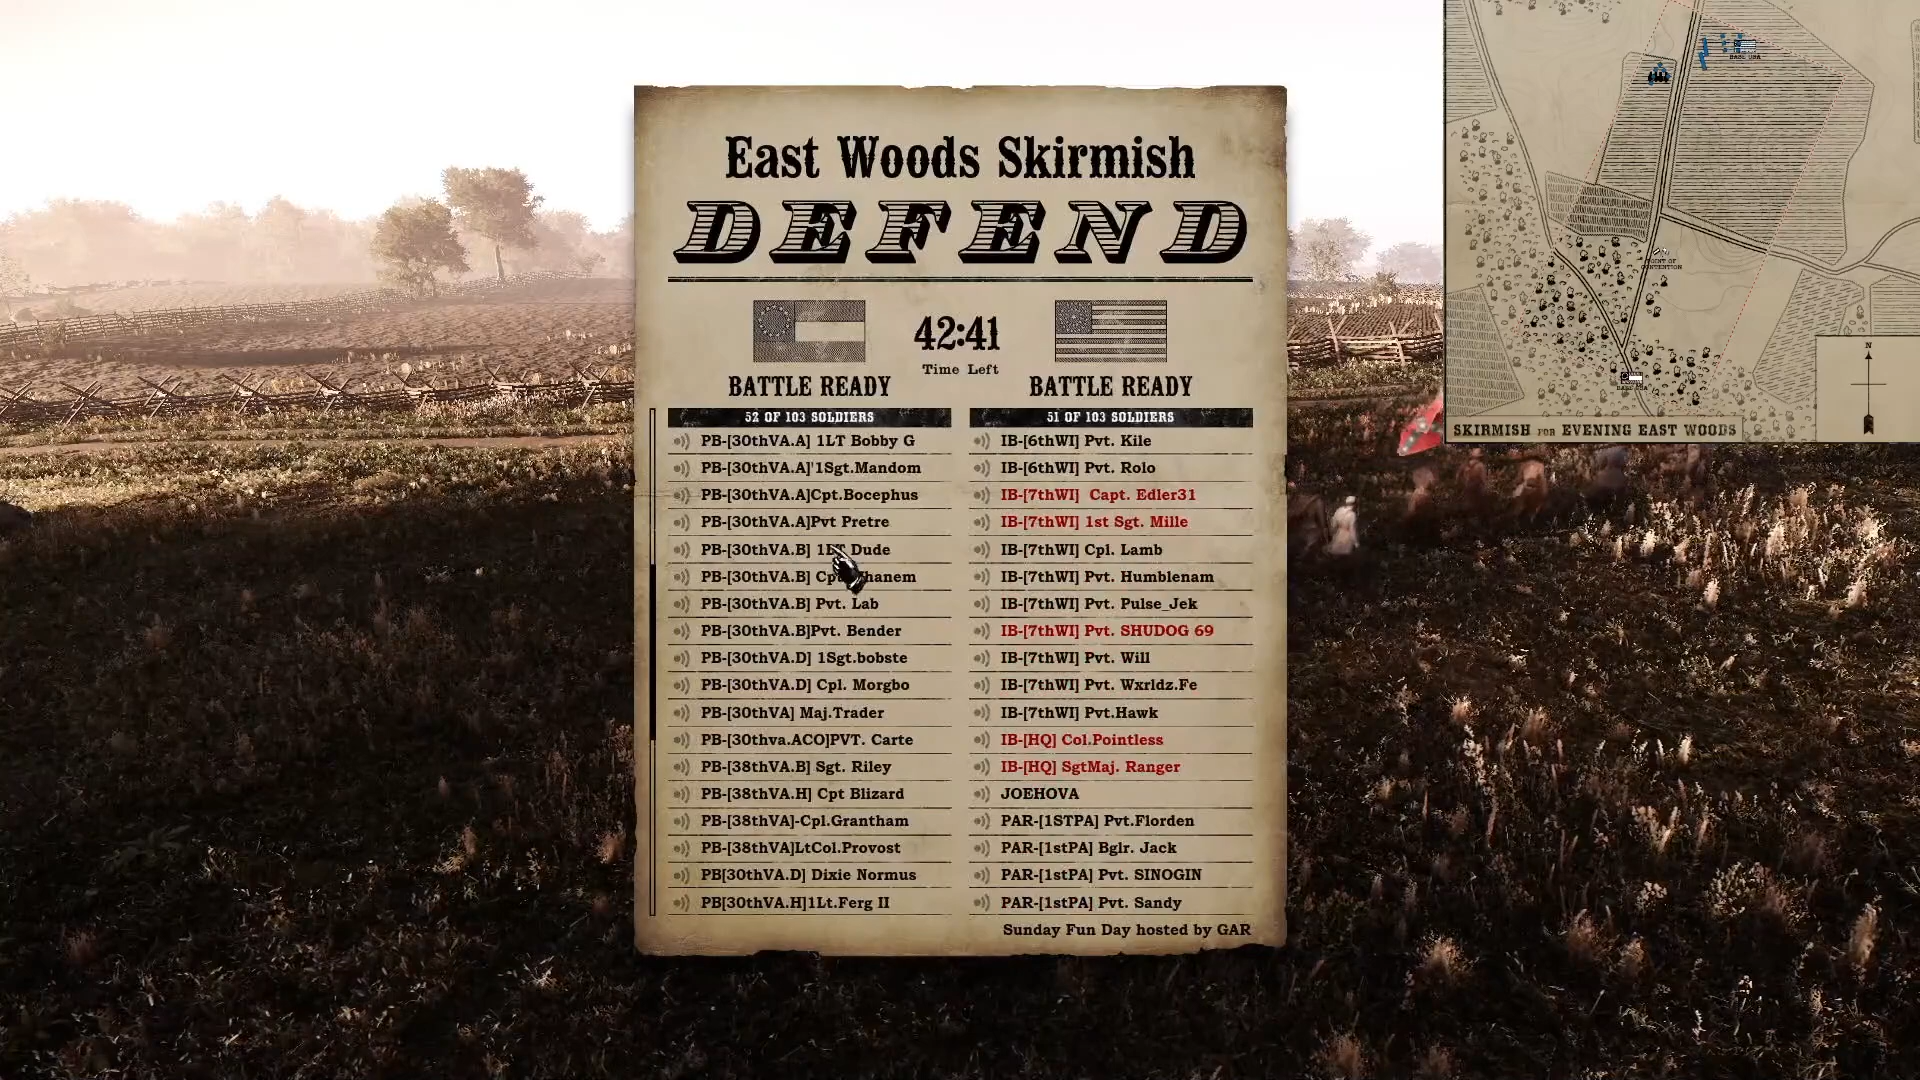 East Woods Skirmish
DEFEND
42:41
Time Left
BATTLE READY
BATTLE READY
52 OF 103 SOLDIERS
51 OF 103 SOLDIERS
PB-[30thVA.A] 1LT Bobby G
PB-[30thVA.A]'1Sgt.Mandom
PB-[30thVA.A]Cpt.Bocephus
PB-[30thVA.A]Pvt Pretre
PB-[30thVA.B] 1LT Dude
PB-[30thVA.B]
PB-[30thVA.B] Pvt. Lab
PB-[30thVA.B]Pvt. Bender
PB-[30thVA.D] 1Sgt.bobste
PB-[30thVA.D] Cpl. Morgbo
PB-[30thVA] Maj.Trader
PB-[30thva.ACO]PVT. Carte
PB-[38thVA.B] Sgt. Riley
PB-[38thVA.H] Cpt Blizard
PB-[38thVA]-Cpl.Grantham
PB-[38thVA]LtCol.Provost
PB[30thVA.D] Dixie Normus
PB[30thVA.H]1Lt.Ferg II
IB-[6thWI] Pvt. Kile
IB-[6thWI] Pvt. Rolo
IB-[7thWI] Capt. Edler31
IB-[7thWI] 1st Sgt. Mille
IB-[7thWI] Cpl. Lamb
IB-[7thWI] Pvt. Humblenam
IB-[7thWI] Pvt. Pulse_Jek
IB-[7thWI] Pvt. SHUDOG 69
IB-[7thWI] Pvt. Will
IB-[7thWI] Pvt. Wxrldz.Fe
IB-[7thWI] Pvt.Hawk
IB-[HQ] Col.Pointless
IB-[HQ] SgtMaj. Ranger
JOEHOVA
PAR-[1STPA] Pvt.Florden
PAR-[1stPA] Bglr. Jack
PAR-[1stPA] Pvt. SINOGIN
PAR-[1stPA] Pvt. Sandy
Sunday Fun Day hosted by GAR
BASE USA
POINT OF
CONTENTION
N
SKIRMISH FOR EVENING EAST WOODS